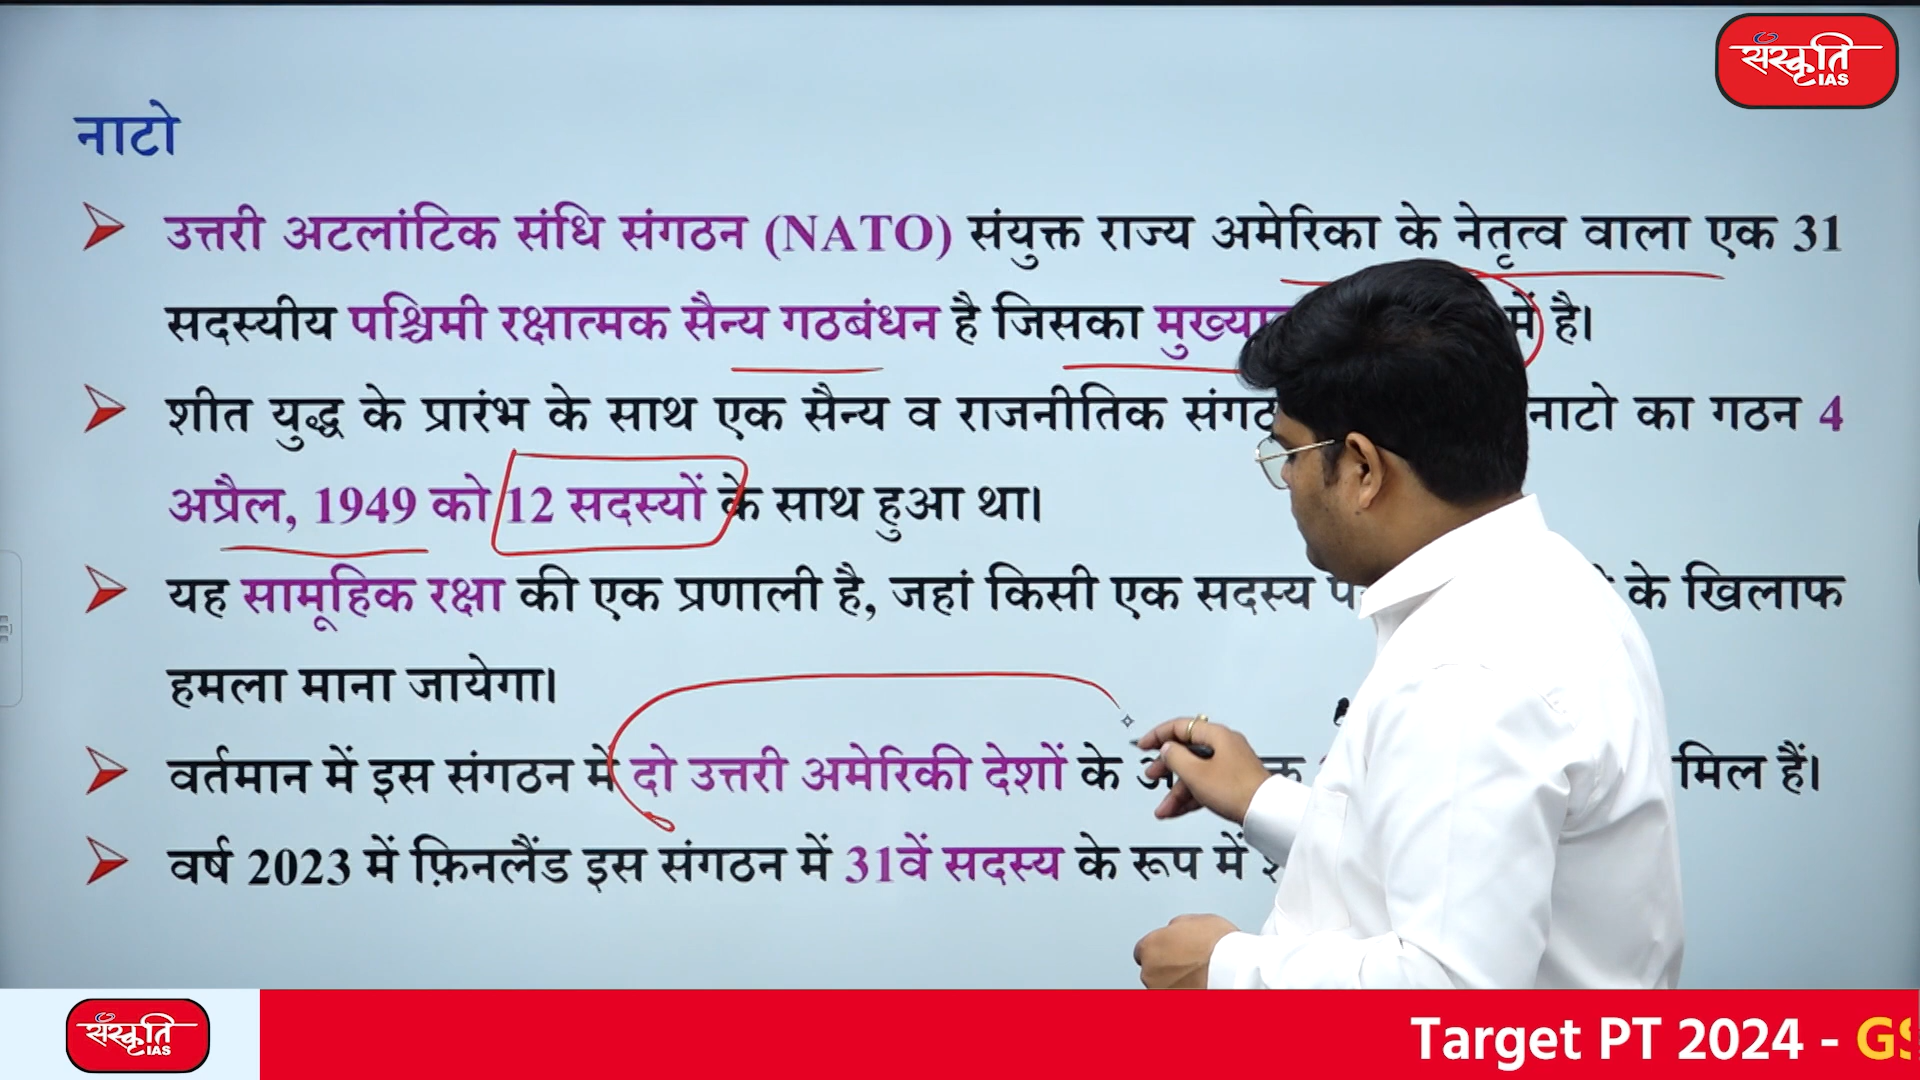 संस्कृति
IAS
नाटो
उत्तरी अटलांटिक संधि संगठन (NATO) संयुक्त राज्य अमेरिका के नेतृत्व वाला एक 31
सदस्यीय पश्चिमी रक्षात्मक सैन्य गठबंधन है जिसका में है।
शीत युद्ध के प्रारंभ के साथ एक सैन्य व राजनीतिक नाटो का गठन 4
अप्रैल, 1949 को 12 सदस्यों के साथ हुआ था।
यह सामूहिक रक्षा की एक प्रणाली है, जहां किसी एक सदस्य के खिलाफ
हमला माना जायेगा।
वर्तमान में इस संगठन में दो उत्तरी अमेरिकी देशों के हैं।
वर्ष 2023 में फ़िनलैंड इस संगठन में 31वें सदस्य के रूप में
संस्कृति
IAS
Target PT 2024 - GS